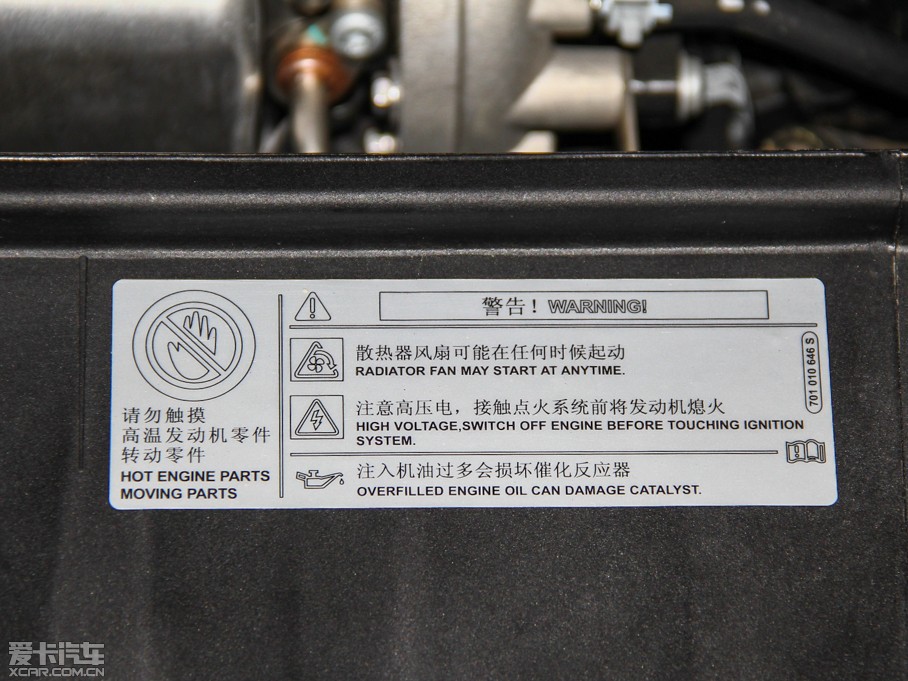 请勿触摸
高温发动机零件
转动零件
HOT ENGINE PARTS
MOVING PARTS
警告! WARNING!
散热器风扇可能在任何时候起动
RADIATOR FAN MAY START AT ANYTIME.
注意高压电，接触点火系统前将发动机熄火
HIGH VOLTAGE,SWITCH OFF ENGINE BEFORE TOUCHING IGNITION
SYSTEM.
注入机油过多会损坏催化反应器
OVERFILLED ENGINE OIL CAN DAMAGE CATALYST.
701 010 646 S
爱卡汽车
XCAR.COM.CN